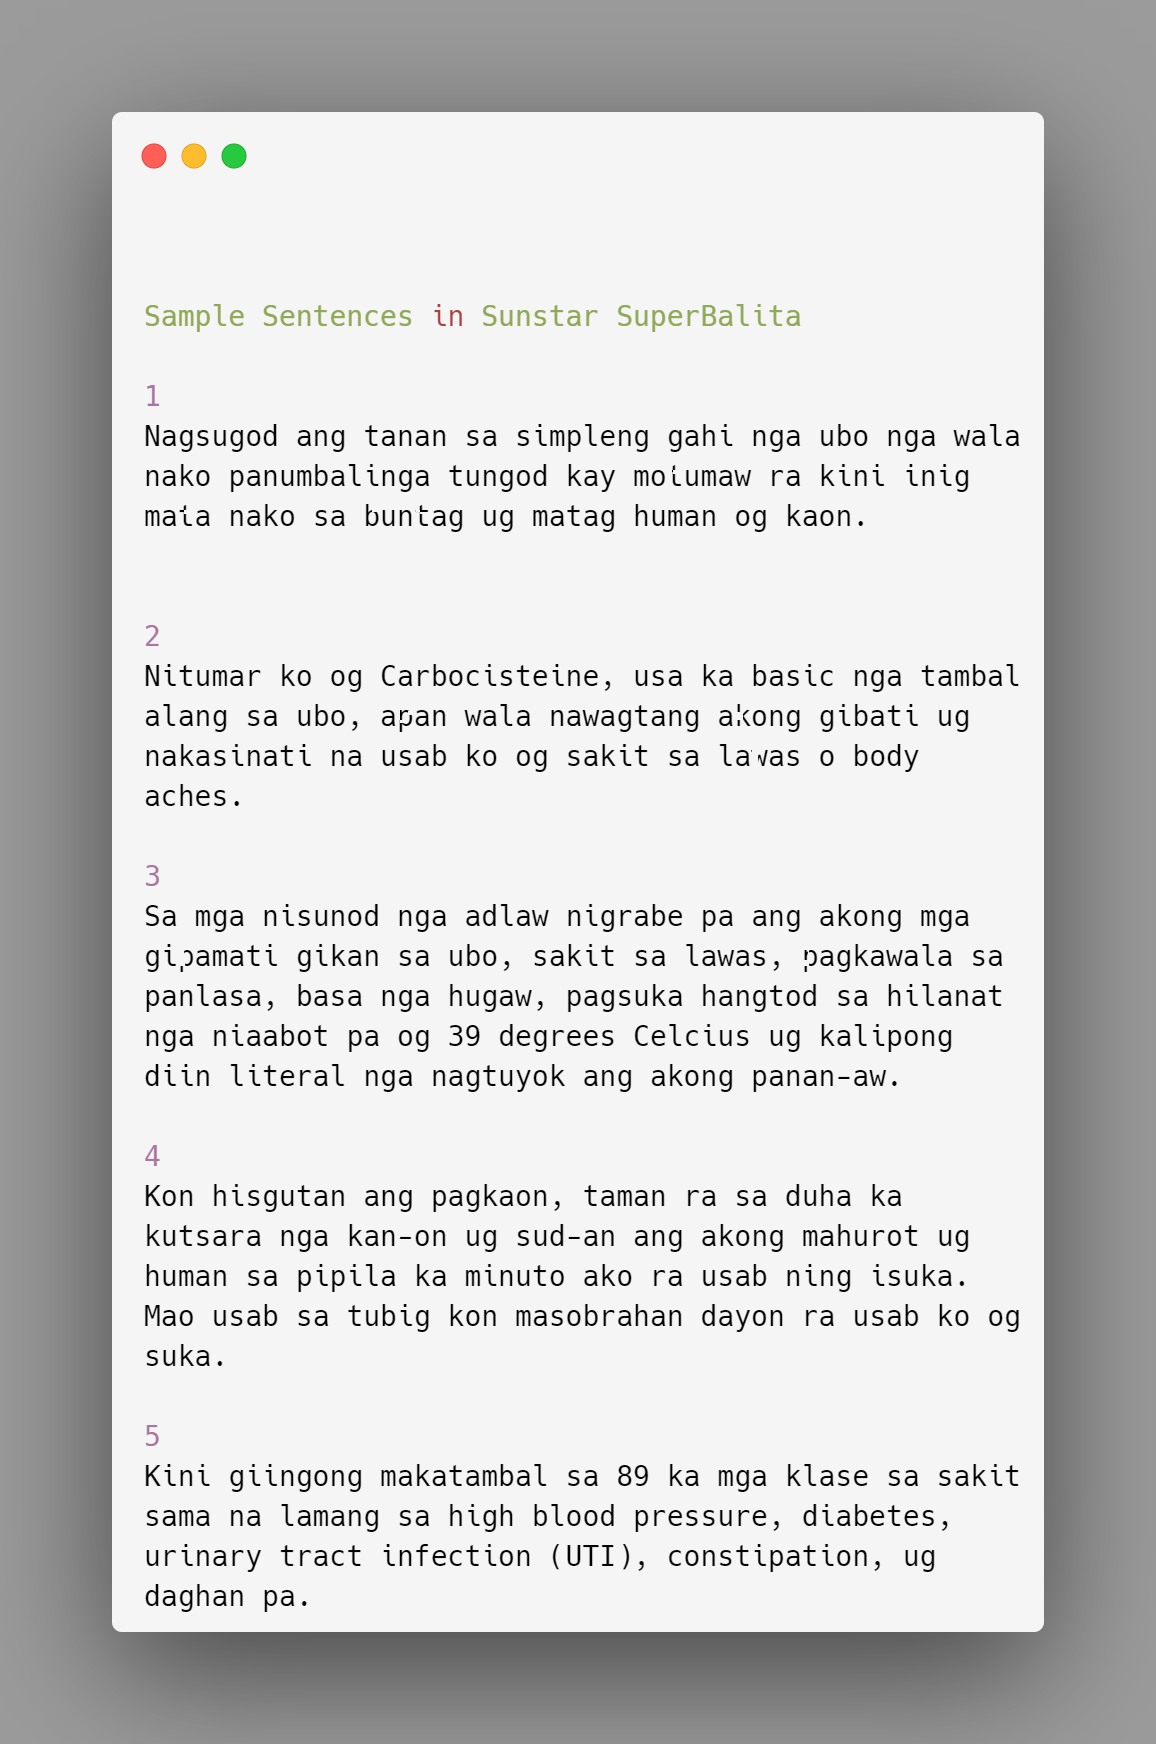 Sample Sentences in Sunstar SuperBalita
1
Nagsugod ang tanan sa simpleng gahi nga ubo nga wala
nako panumbalinga tungod kay motumaw ra kini inig
mata nako sa buntag ug matag human og kaon.
2
Nitumar ko og Carbocisteine, usa ka basic nga tambal
alang sa ubo, apan wala nawagtang akong gibati ug
nakasinati na usab ko og sakit sa lawas o body
aches.
3
Sa mga nisunod nga adlaw nigrabe pa ang akong mga
gipamati gikan sa ubo, sakit sa lawas, pagkawala sa
panlasa, basa nga hugaw, pagsuka hangtod sa hilanat
nga niaabot pa og 39 degrees Celcius ug kalipong
diin literal nga nagtuyok ang akong panan-aw.
4
Kon hisgutan ang pagkaon, taman ra sa duha ka
kutsara nga kan-on ug sud-an ang akong mahurot ug
human sa pipila ka minuto ako ra usab ning isuka.
Mao usab sa tubig kon masobrahan dayon ra usab ko og
suka.
5
Kini giingong makatambal sa 89 ka mga klase sa sakit
sama na lamang sa high blood pressure, diabetes,
urinary tract infection (UTI), constipation, ug
daghan pa.